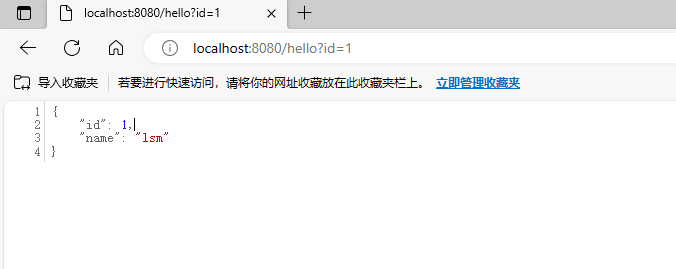 localhost:8080/hello?id=1
localhost:8080/hello?id=1
导入收藏夹 若要进行快速访问，请将你的网址收藏放在此收藏夹栏上。 立即管理收藏夹
1 {
2 "id": 1,
3 "name": "lsm"
4 }